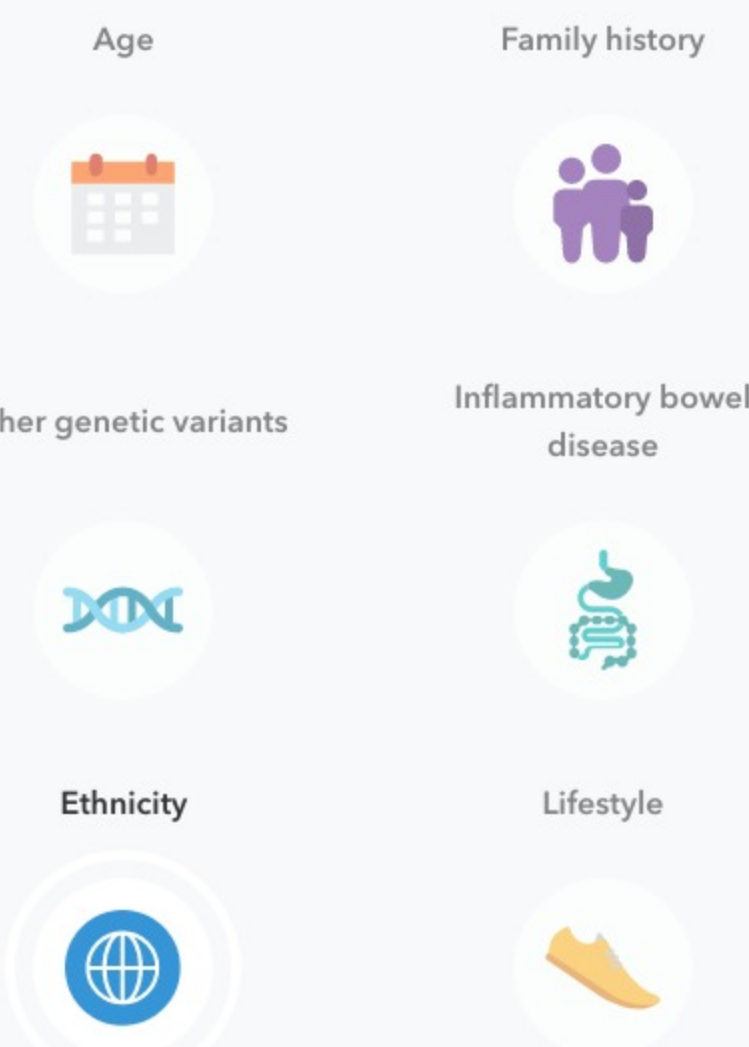 Age
Family history
her genetic variants
Inflammatory bowel
disease
Ethnicity
Lifestyle